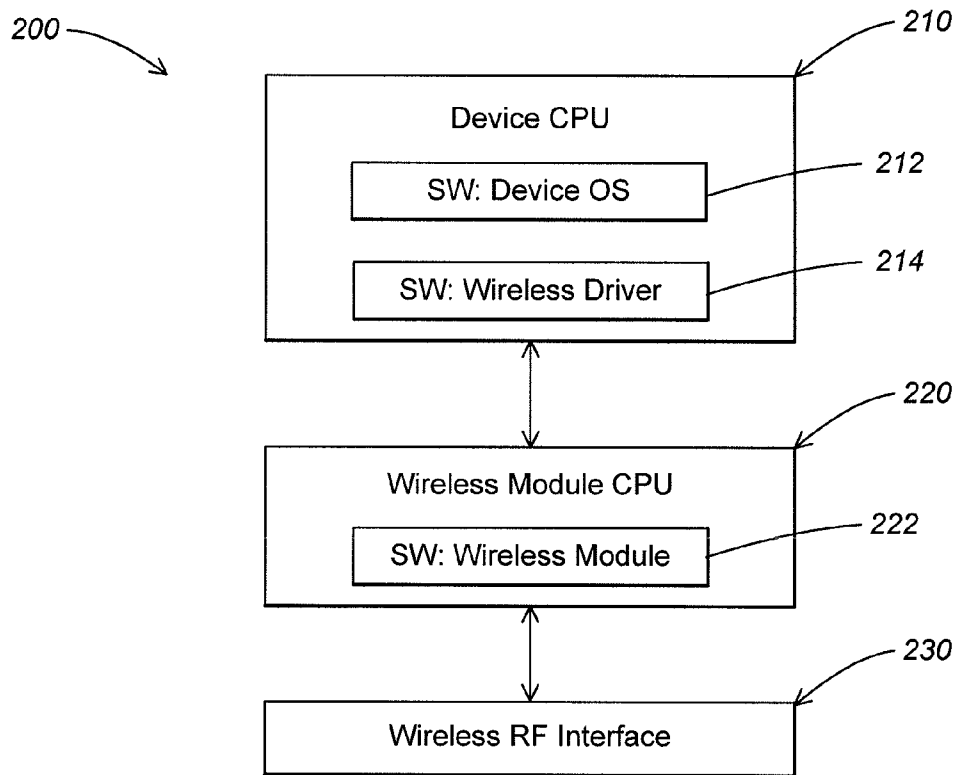 200
210
Device CPU
SW: Device OS
212
SW: Wireless Driver
214
220
Wireless Module CPU
SW: Wireless Module
222
230
Wireless RF Interface